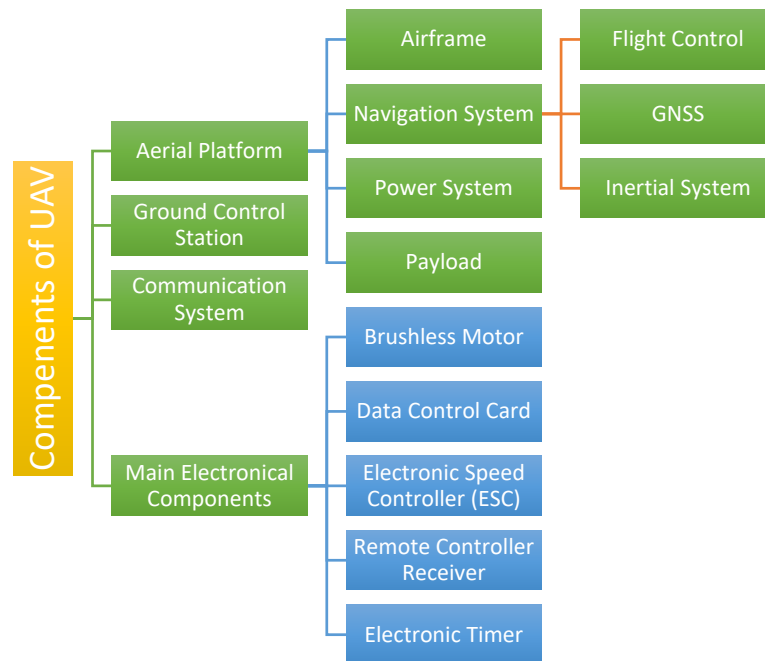 Compenents of UAV
Aerial Platform
Ground Control
Station
Communication
System
Main Electronical
Components
Airframe
Navigation System
Power System
Payload
Brushless Motor
Data Control Card
Electronic Speed
Controller (ESC)
Remote Controller
Receiver
Electronic Timer
Flight Control
GNSS
Inertial System